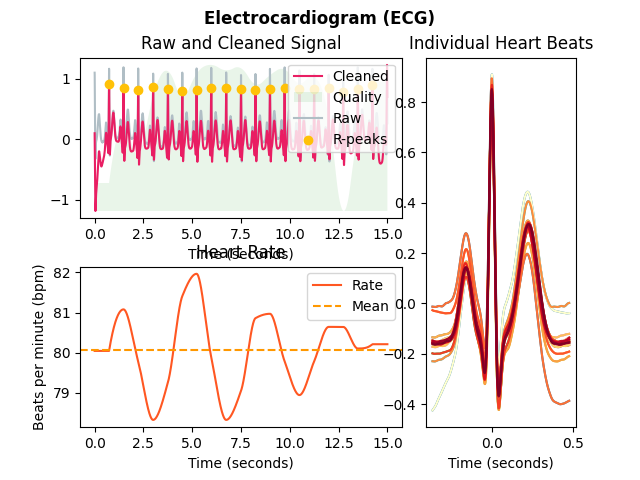 Electrocardiogram (ECG)
Raw and Cleaned Signal
Cleaned
Quality
Raw
R-peaks
1
0
−1
0.0 2.5 5.0 7.5 10.0 12.5 15.0
Time (seconds)
Heart Rate
Rate
Mean
82
81
80
79
Beats per minute (bpm)
0.0 2.5 5.0 7.5 10.0 12.5 15.0
Time (seconds)
Individual Heart Beats
0.8
0.6
0.4
0.2
0.0
−0.2
−0.4
0.0 0.5
Time (seconds)